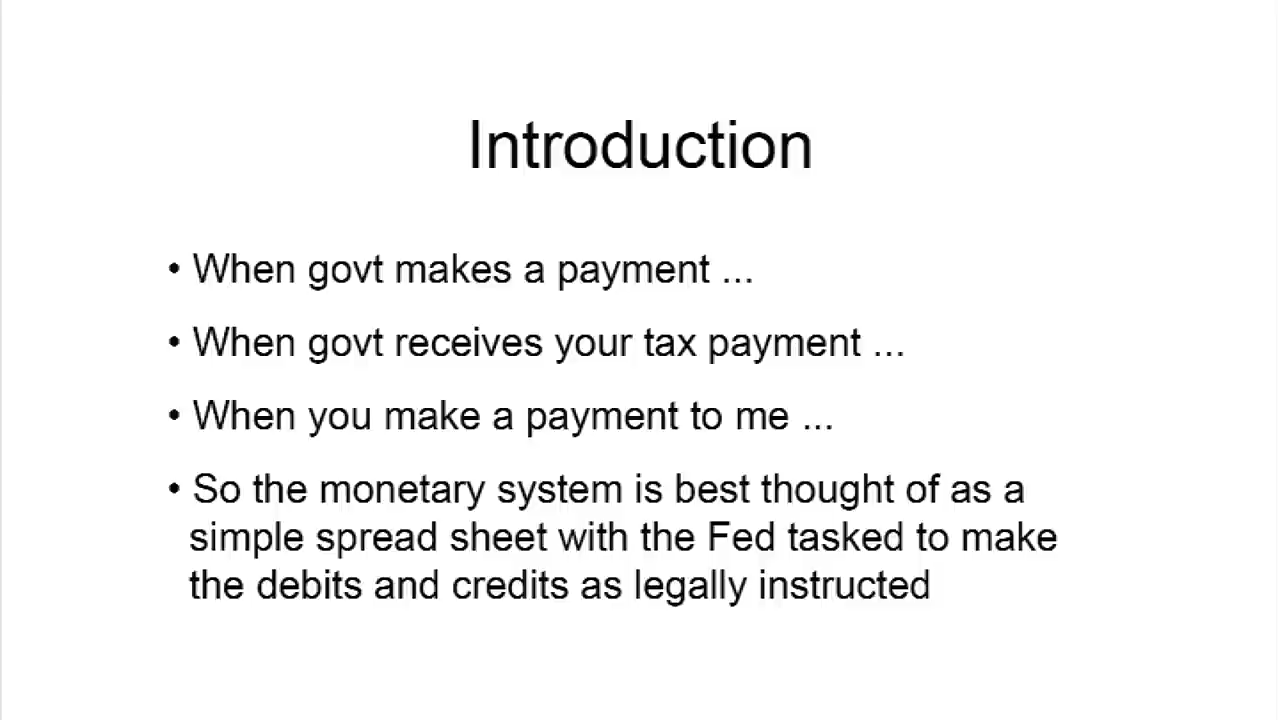 Introduction
• When govt makes a payment ...
• When govt receives your tax payment ...
• When you make a payment to me ...
• So the monetary system is best thought of as a
simple spread sheet with the Fed tasked to make
the debits and credits as legally instructed